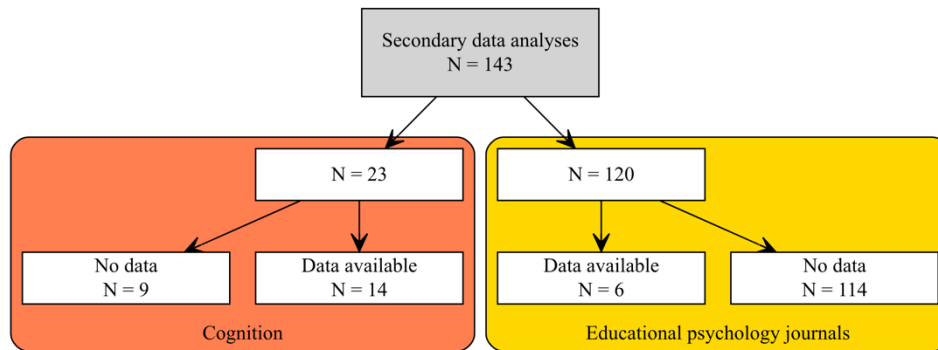 Secondary data analyses
N = 143
N = 23
N = 120
No data
N = 9
Data available
N = 14
Data available
N = 6
No data
N = 114
Cognition
Educational psychology journals